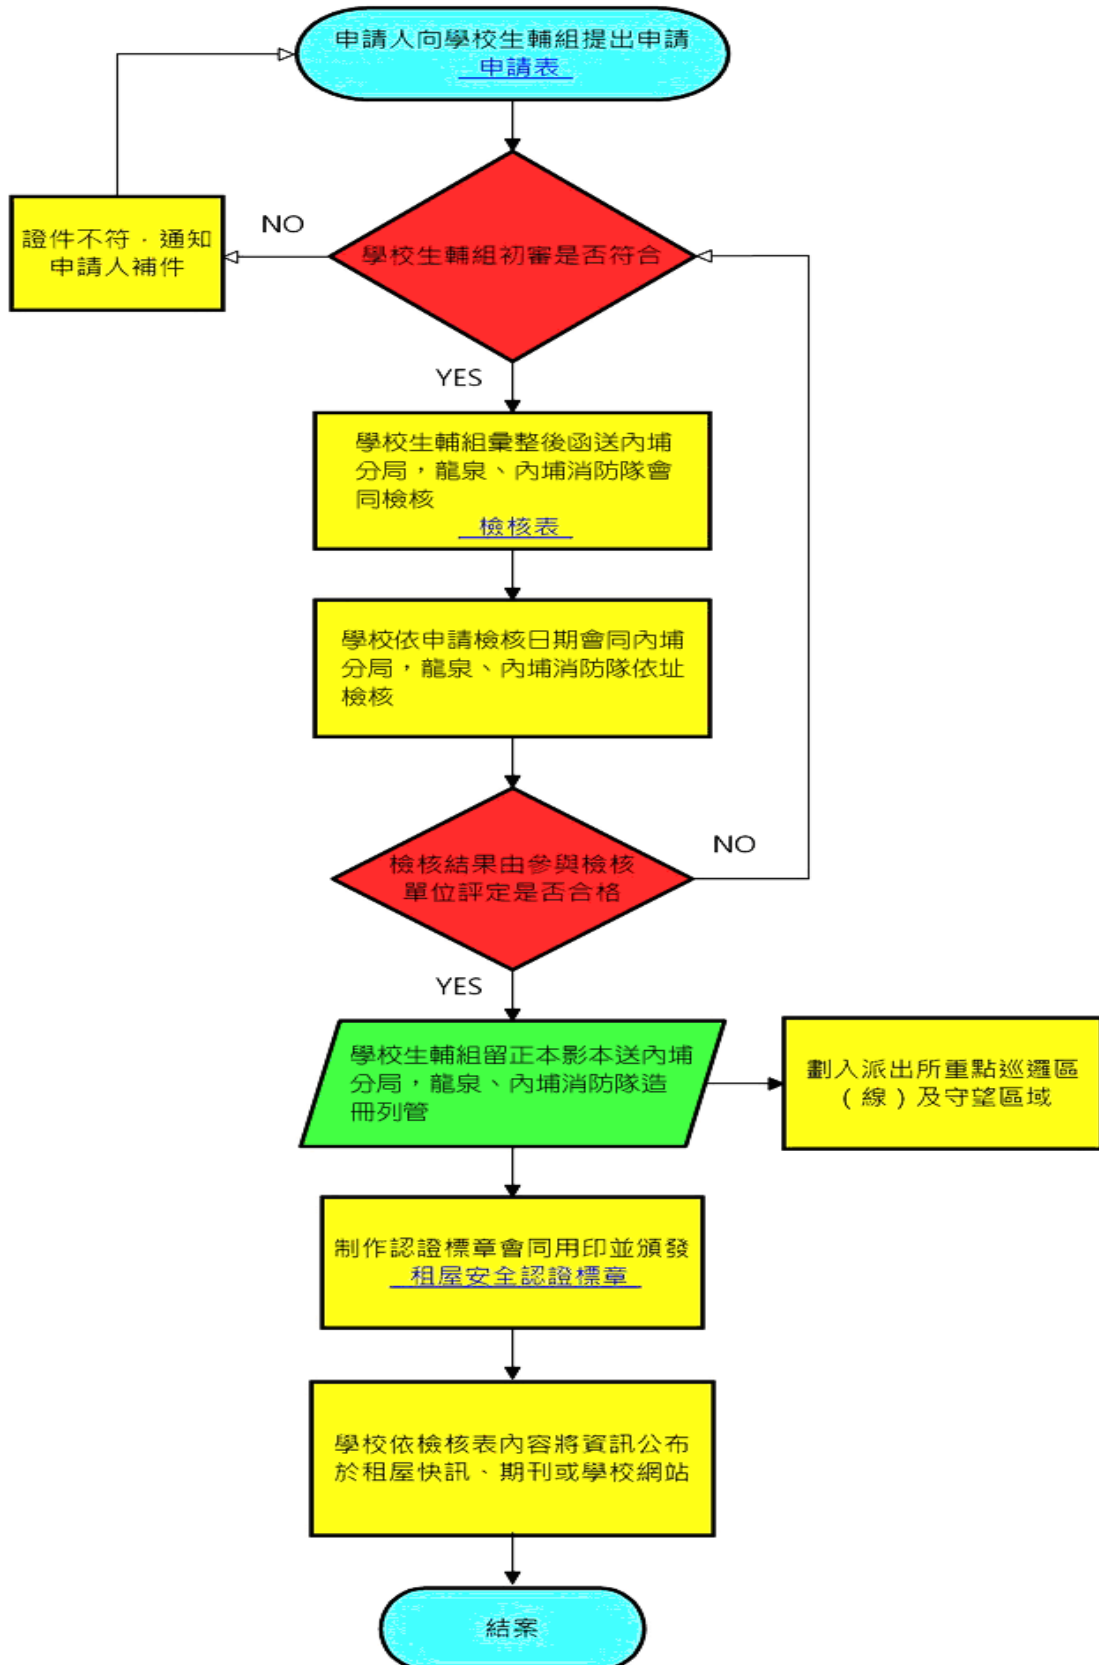 申請人向學校生輔組提出申請
申請表
NO
證件不符．通知
申請人補件
學校生輔組初審是否符合
YES
學校生輔組彙整後函送內埔
分局，龍泉、內埔消防隊會
同檢核
檢核表
學校依申請檢核日期會同內埔
分局，龍泉、內埔消防隊依址
檢核
檢核結果由參與檢核
單位評定是否合格
NO
YES
學校生輔組留正本影本送內埔
分局，龍泉、內埔消防隊造
冊列管
劃入派出所重點巡邏區
（線）及守望區域
制作認證標章會同用印並頒發
租屋安全認證標章
學校依檢核表內容將資訊公布
於租屋快訊、期刊或學校網站
結案